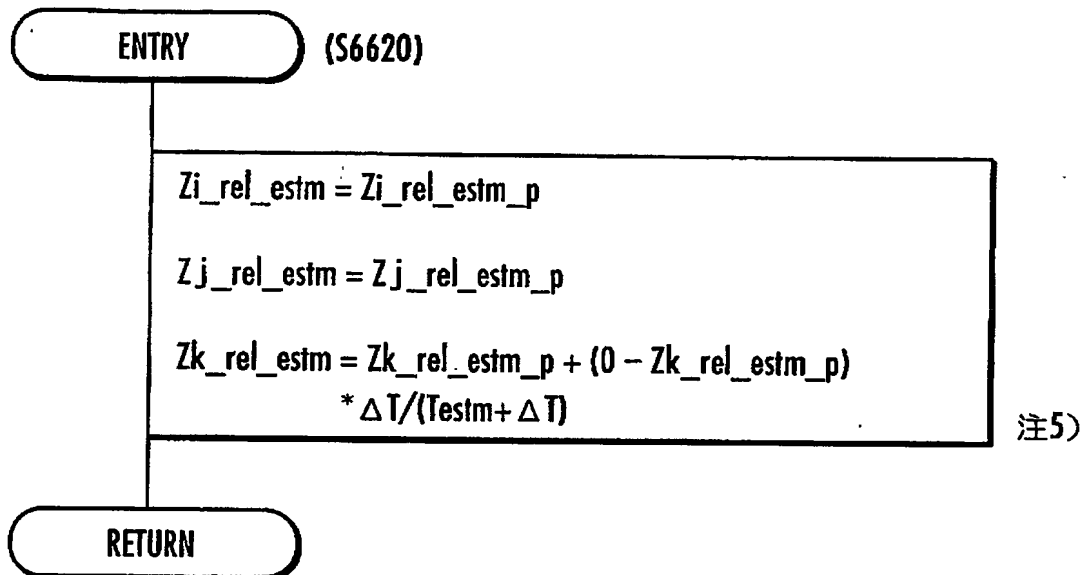 ENTRY (S6620)
Zi_rel_estm = Zi_rel_estm_p
Zj_rel_estm = Zj_rel_estm_p
Zk_rel_estm = Zk_rel_estm_p + (0 – Zk_rel_estm_p)
* ΔT/(Testm+ ΔT)
注5)
RETURN